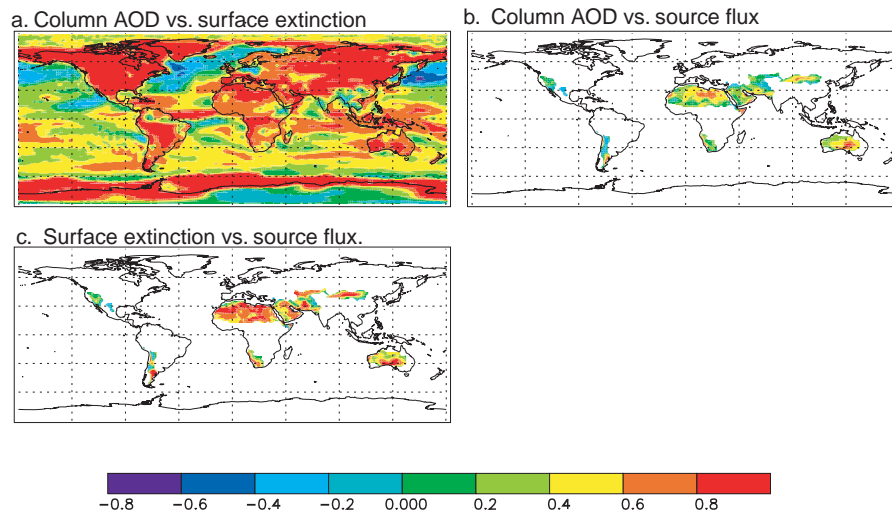 a. Column AOD vs. surface extinction
b. Column AOD vs. source flux
c. Surface extinction vs. source flux.
−0.8 −0.6 −0.4 −0.2 0.000 0.2 0.4 0.6 0.8